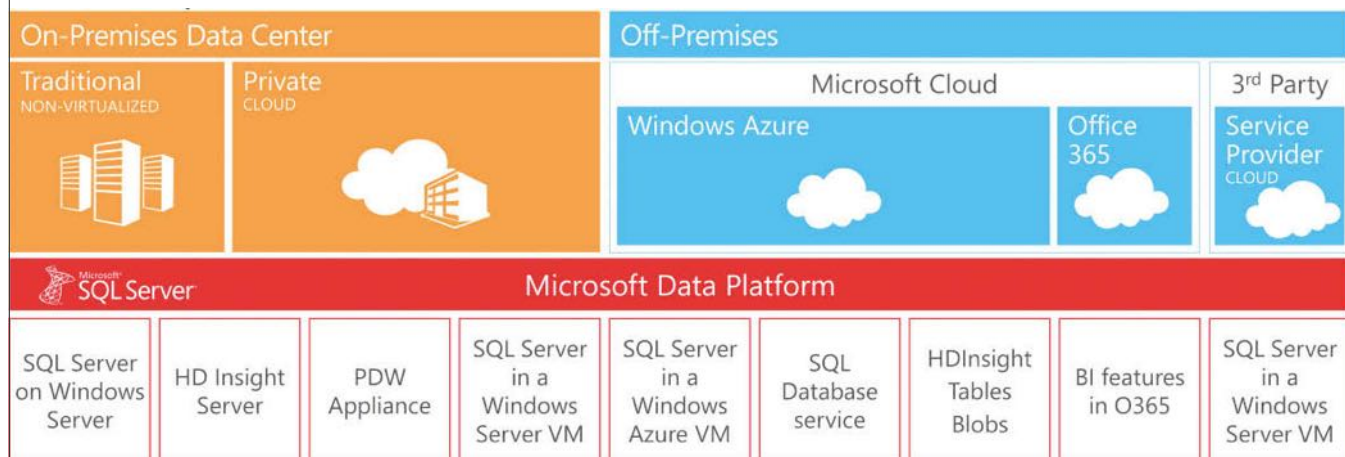 On-Premises Data Center
Off-Premises
Traditional
NON-VIRTUALIZED
Private
CLOUD
Microsoft Cloud
3rd Party
Windows Azure
Office
365
Service
Provider
CLOUD
Microsoft
SQL Server
Microsoft Data Platform
SQL Server
on Windows
Server
HD Insight
Server
PDW
Appliance
SQL Server
in a
Windows
Server VM
SQL Server
in a
Windows
Azure VM
SQL
Database
service
HDInsight
Tables
Blobs
BI features
in O365
SQL Server
in a
Windows
Server VM